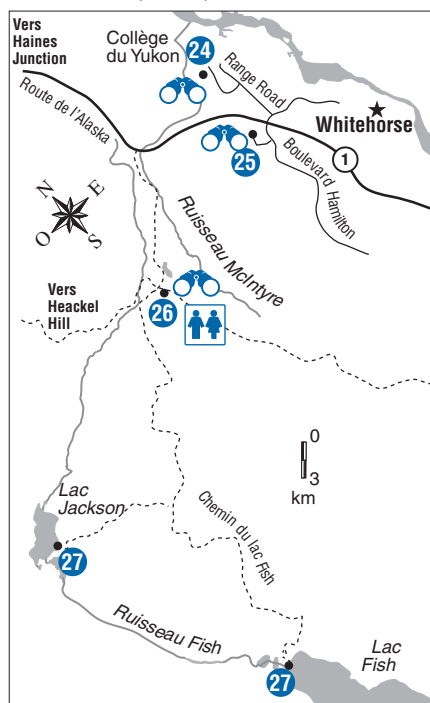 Vers
Haines
Junction
Collège
du Yukon
24
Range Road
Route de l'Alaska
Whitehorse
25
1
Boulevard Hamilton
N
E
O
S
Ruisseau McIntyre
Vers
Heackel
Hill
26
0
3
km
Lac
Jackson
Chemin du lac Fish
27
Ruisseau Fish
Lac
Fish
27